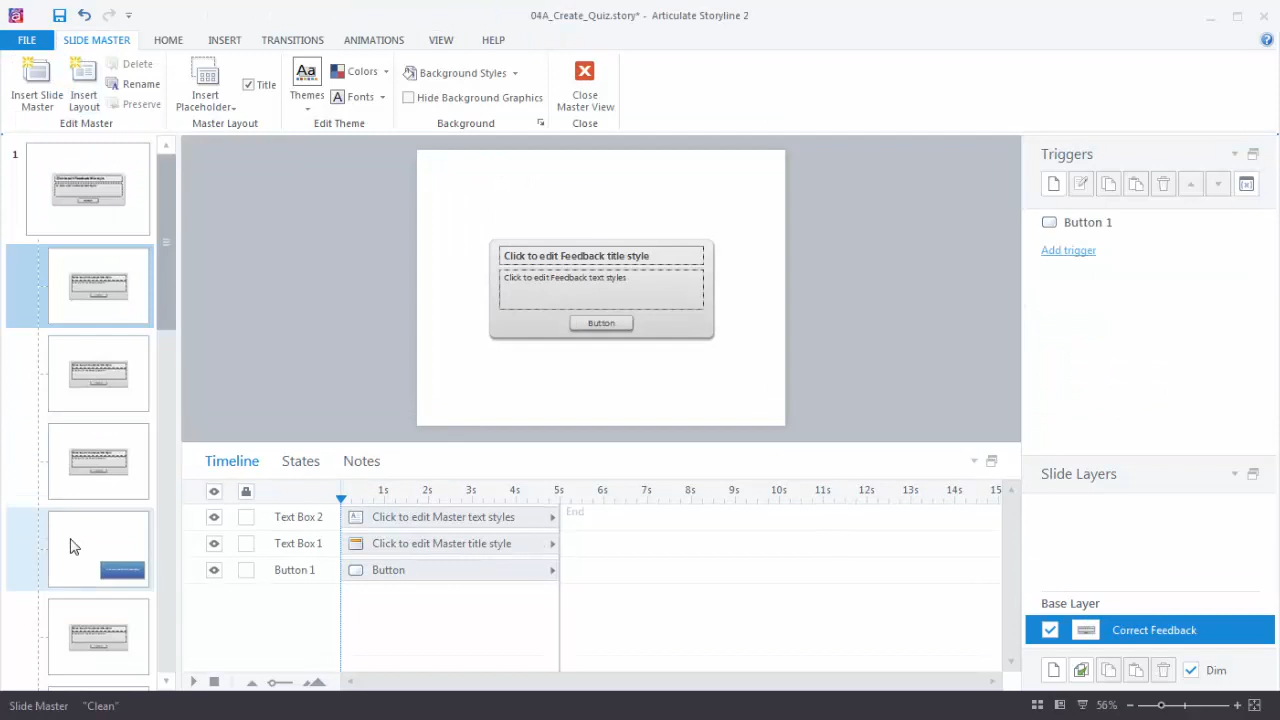 04A_Create_Quiz.story* - Articulate Storyline 2
FILE SLIDE MASTER HOME INSERT TRANSITIONS ANIMATIONS VIEW HELP
Insert Slide Master
Insert Layout
Delete
Rename
Preserve
Edit Master
Insert Placeholder
Title
Master Layout
Themes
Colors
Fonts
Edit Theme
Background Styles
Hide Background Graphics
Background
Close Master View
Close
1
Click to edit Feedback title style
Click to edit Feedback title style
Click to edit Feedback text styles
Button
Triggers
Button 1
Add trigger
Timeline States Notes
1s 2s 3s 4s 5s 6s 7s 8s 9s 10s 11s 12s 13s 14s 15
Text Box 2 Click to edit Master text styles End
Text Box 1 Click to edit Master title style
Button 1 Button
Slide Layers
Base Layer
Correct Feedback
Dim
Slide Master "Clean" 56%